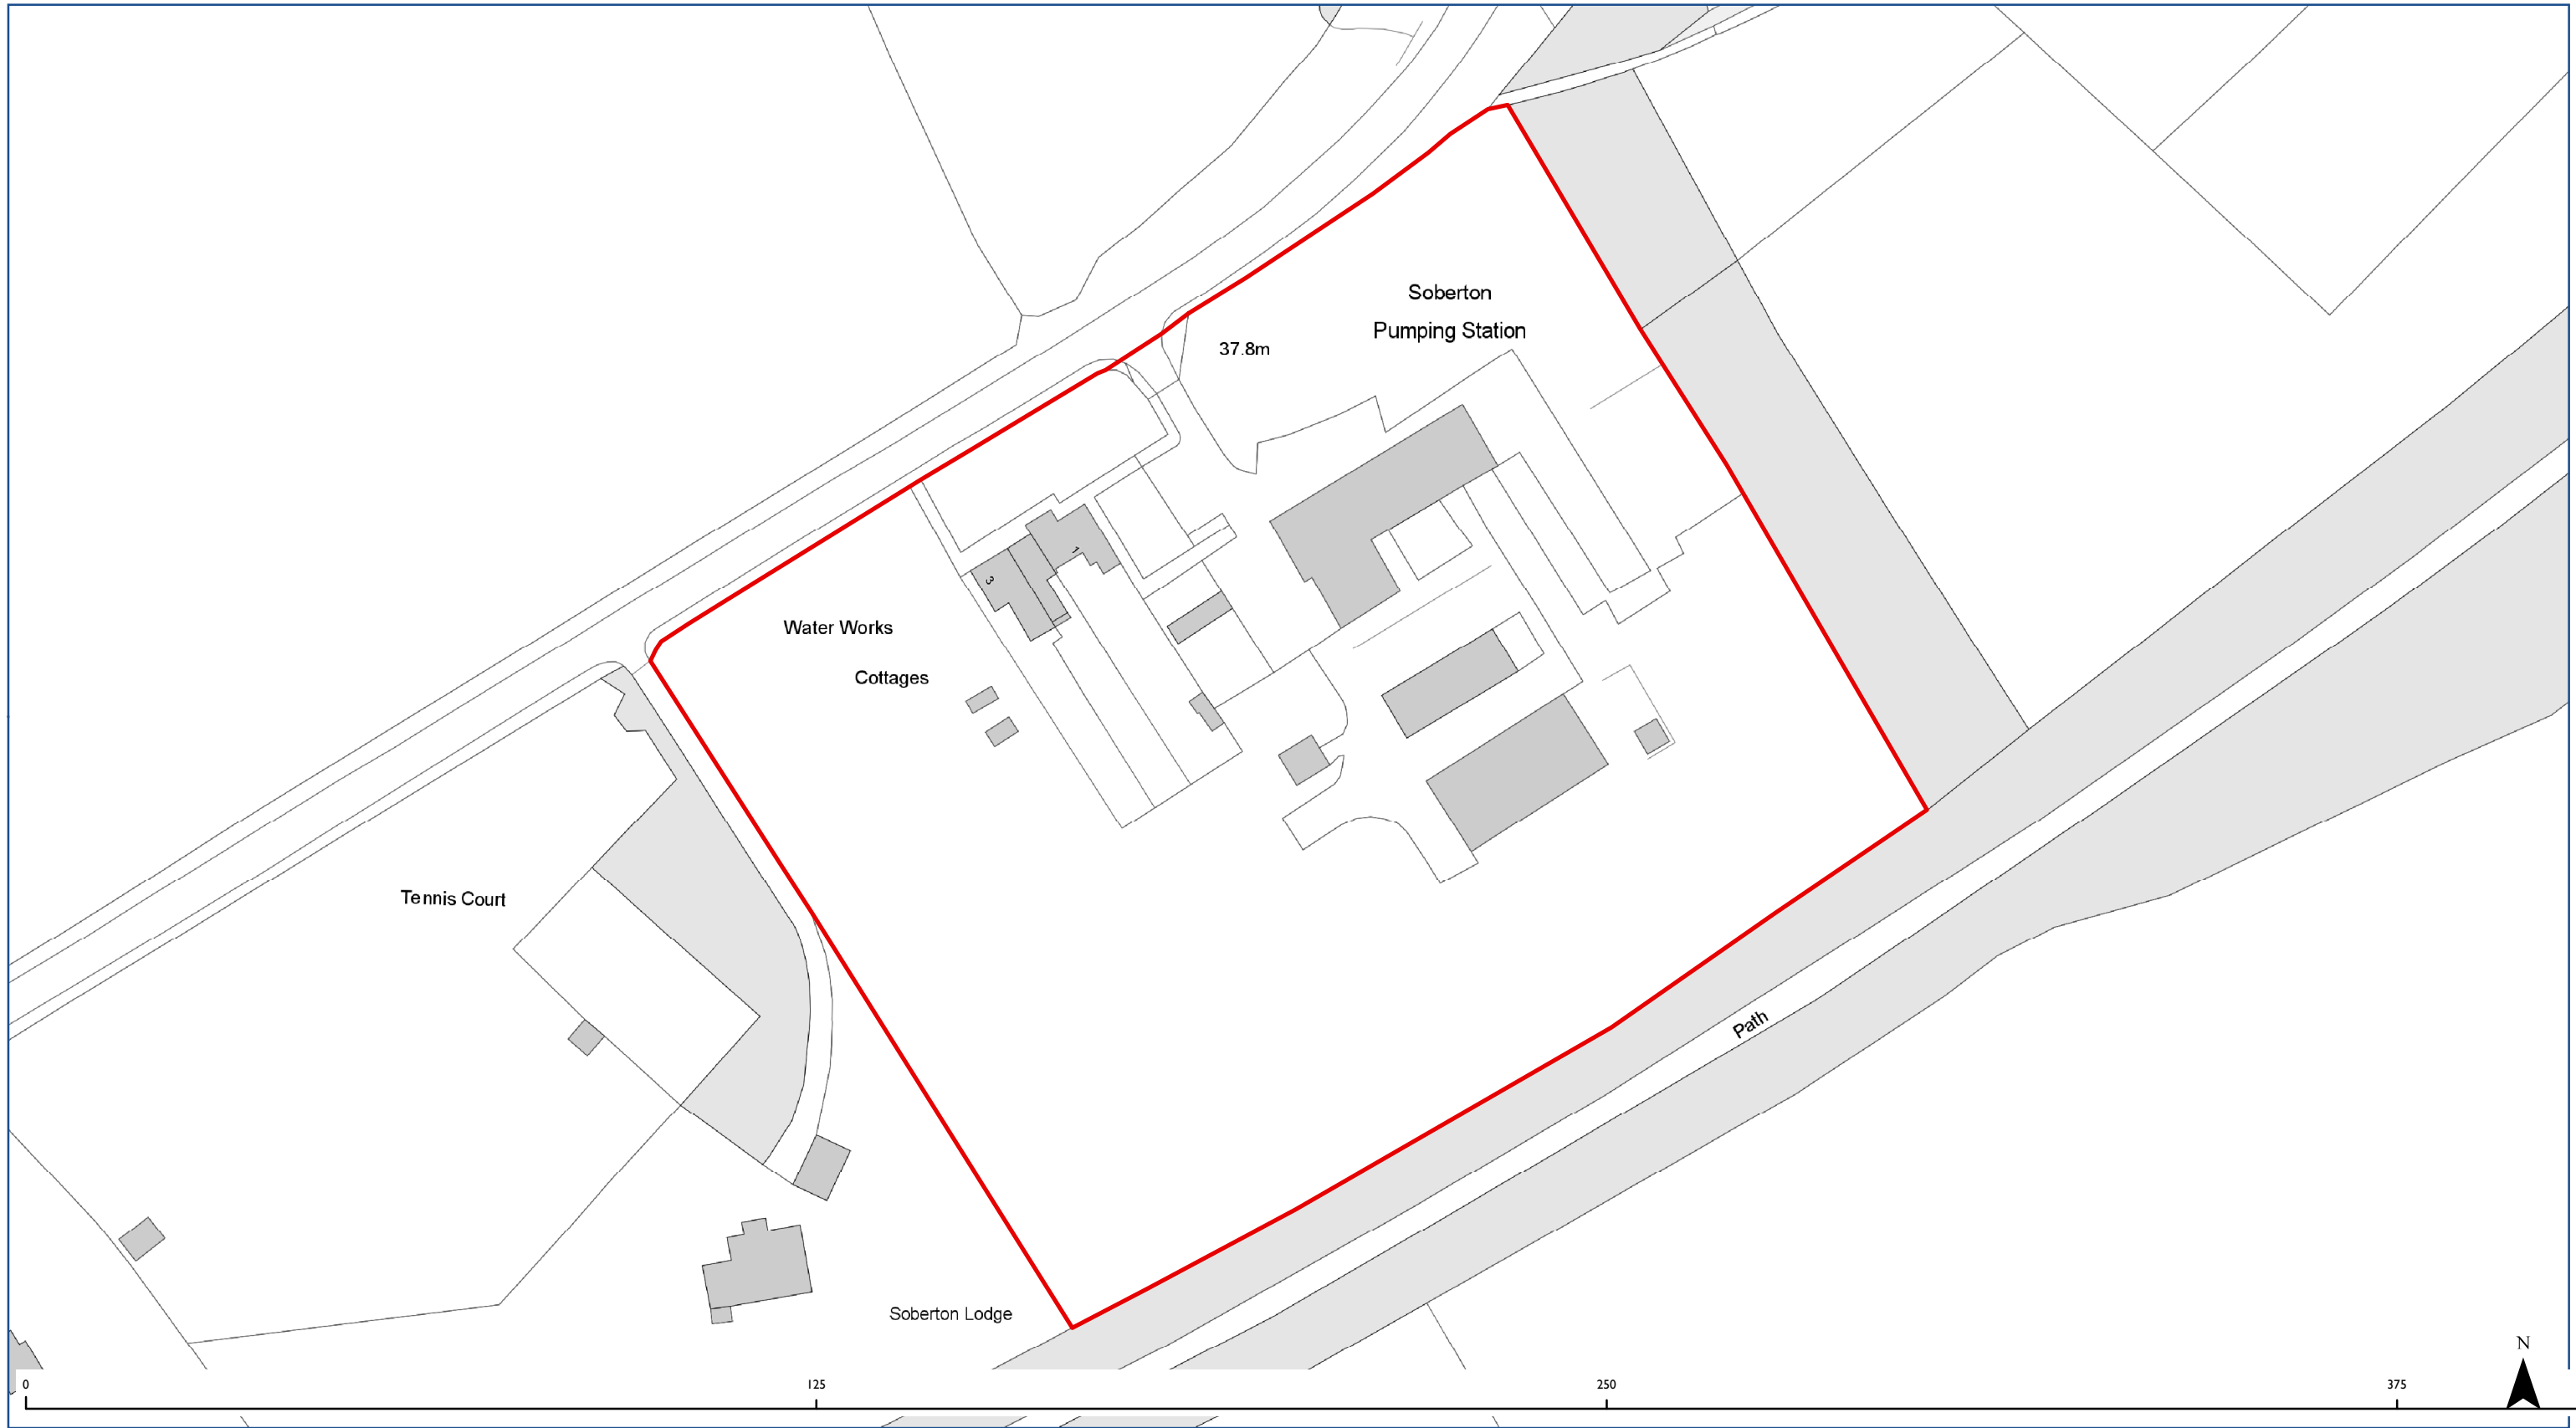 Soberton
Pumping Station
37.8m
1
3
Water Works
Cottages
Tennis Court
Path
Soberton Lodge
N
0
125
250
375